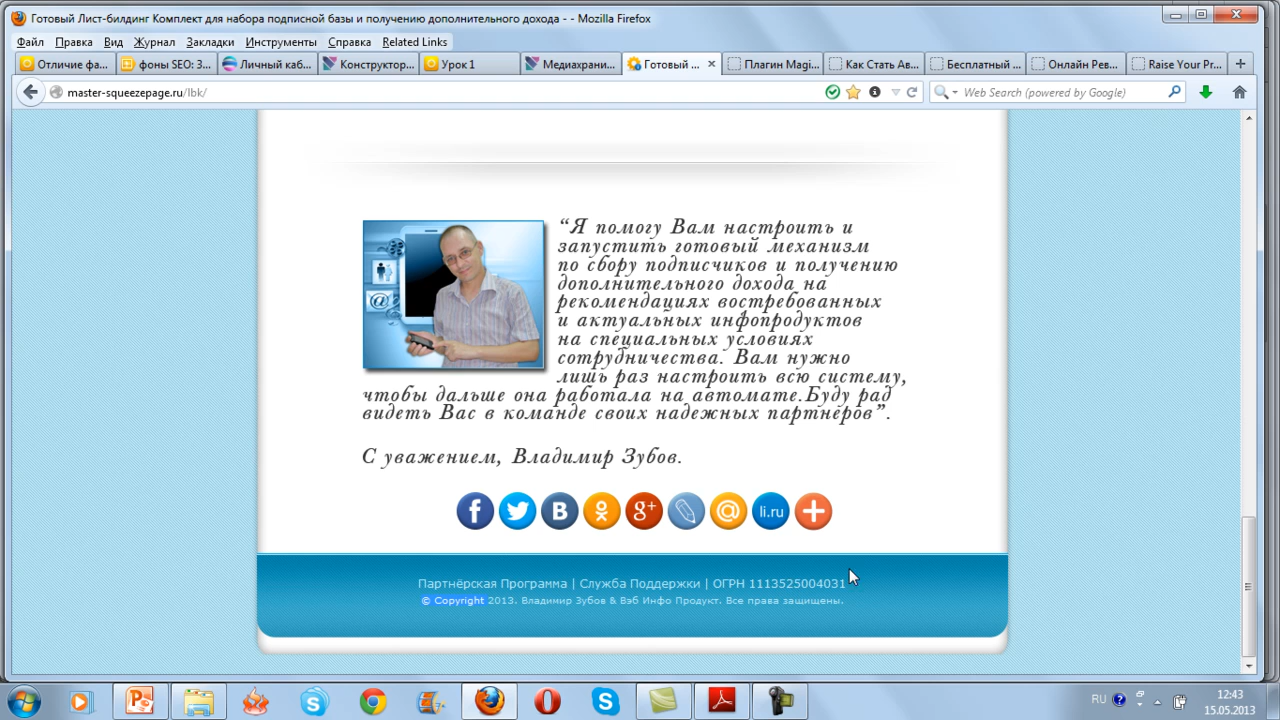 Готовый Лист-билдинг Комплект для набора подписной базы и получению дополнительного дохода - - Mozilla Firefox
Файл Правка Вид Журнал Закладки Инструменты Справка Related Links
Отличие фа... фоны SEO: 3... Личный каб... Конструктор... Урок 1 Медиахрани... Готовый ... Плагин Magi... Как Стать Ав... Бесплатный ... Онлайн Рев... Raise Your Pr...
master-squeezepage.ru/lbk/ Web Search (powered by Google)
“Я помогу Вам настроить и
запустить готовый механизм
по сбору подписчиков и получению
дополнительного дохода на
рекомендациях востребованных
и актуальных инфопродуктов
на специальных условиях
сотрудничества. Вам нужно
лишь раз настроить всю систему,
чтобы дальше она работала на автомате.Буду рад
видеть Вас в команде своих надежных партнёров”.
С уважением, Владимир Зубов.
li.ru
Партнёрская Программа | Служба Поддержки | ОГРН 1113525004031
© Copyright 2013. Владимир Зубов & Вэб Инфо Продукт. Все права защищены.
RU 12:43
15.05.2013